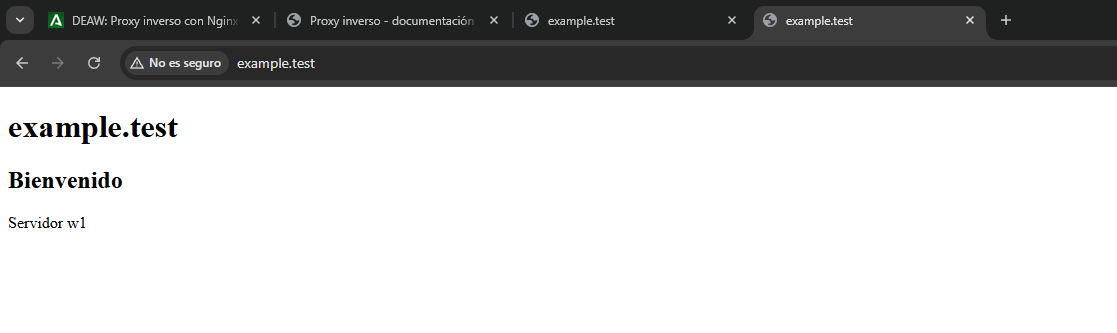 DEAW: Proxy inverso con Nginx
Proxy inverso - documentación
example.test
example.test
No es seguro
example.test
example.test
Bienvenido
Servidor w1